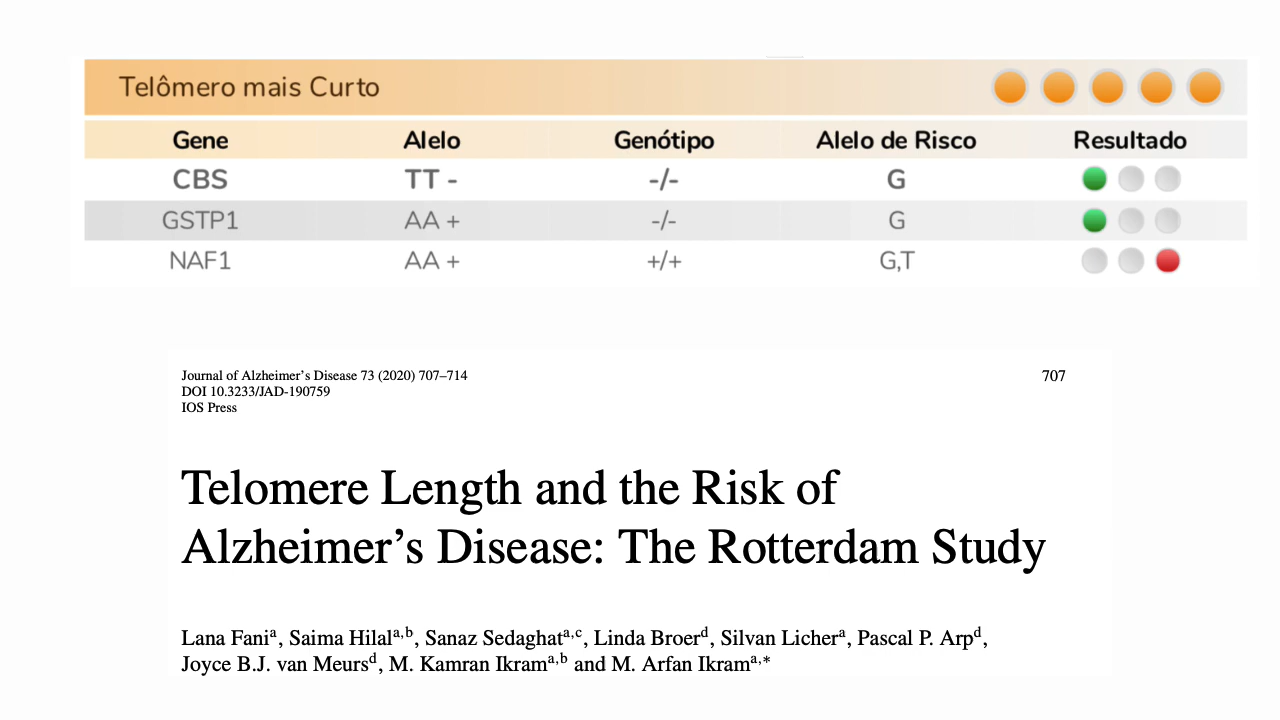 Telômero mais Curto
Gene Alelo Genótipo Alelo de Risco Resultado
CBS TT - -/- G
GSTP1 AA + -/- G
NAF1 AA + +/+ G,T
Journal of Alzheimer's Disease 73 (2020) 707–714 707
DOI 10.3233/JAD-190759
IOS Press
Telomere Length and the Risk of
Alzheimer's Disease: The Rotterdam Study
Lana Fani^a, Saima Hilal^a,b, Sanaz Sedaghat^a,c, Linda Broer^d, Silvan Licher^a, Pascal P. Arp^d,
Joyce B.J. van Meurs^d, M. Kamran Ikram^a,b and M. Arfan Ikram^a,*